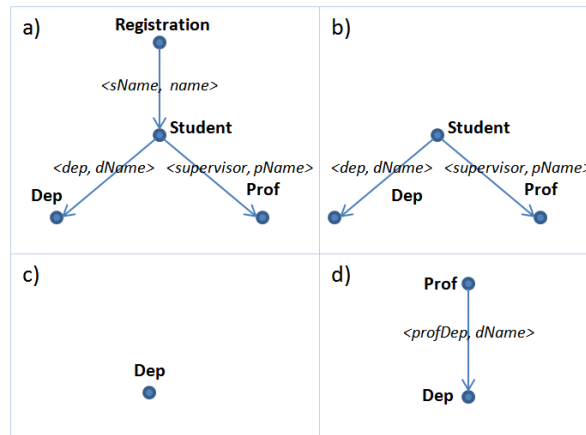 a)
Registration
<sName, name>
Student
<dep, dName>
<supervisor, pName>
Dep
Prof
b)
Student
<dep, dName>
<supervisor, pName>
Dep
Prof
c)
Dep
d)
Prof
<profDep, dName>
Dep